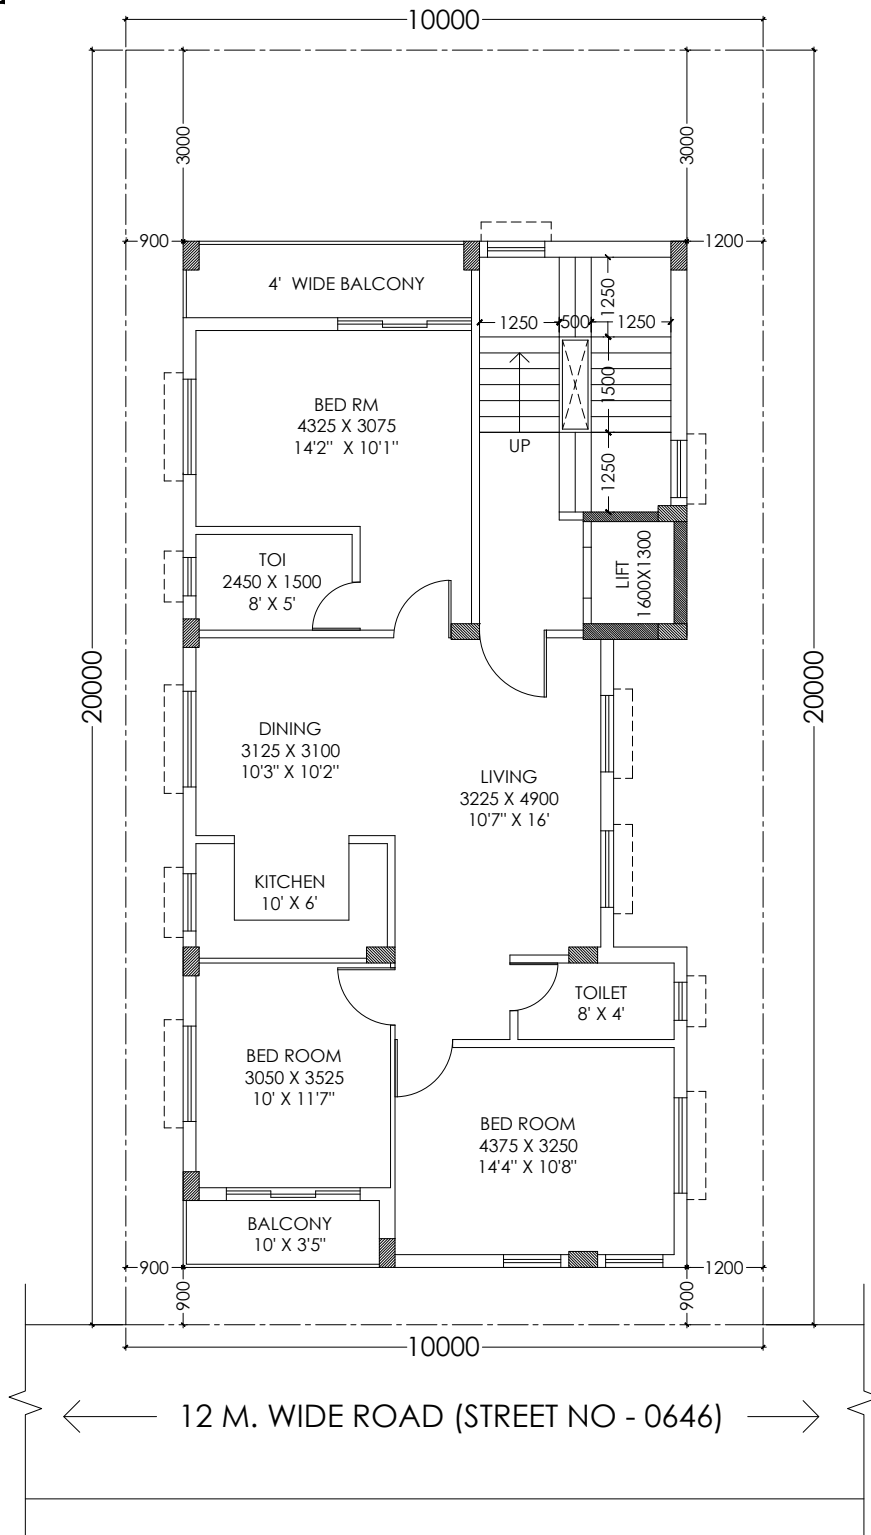 10000
3000
3000
900
1200
4' WIDE BALCONY
1250
1250
500
1250
BED RM
4325 X 3075
14'2" X 10'1"
1500
UP
1250
TOI
2450 X 1500
8' X 5'
LIFT
1600X1300
20000
20000
DINING
3125 X 3100
10'3" X 10'2"
LIVING
3225 X 4900
10'7" X 16'
KITCHEN
10' X 6'
TOILET
8' X 4'
BED ROOM
3050 X 3525
10' X 11'7"
BED ROOM
4375 X 3250
14'4" X 10'8"
BALCONY
10' X 3'5"
900
1200
900
900
10000
12 M. WIDE ROAD (STREET NO - 0646)